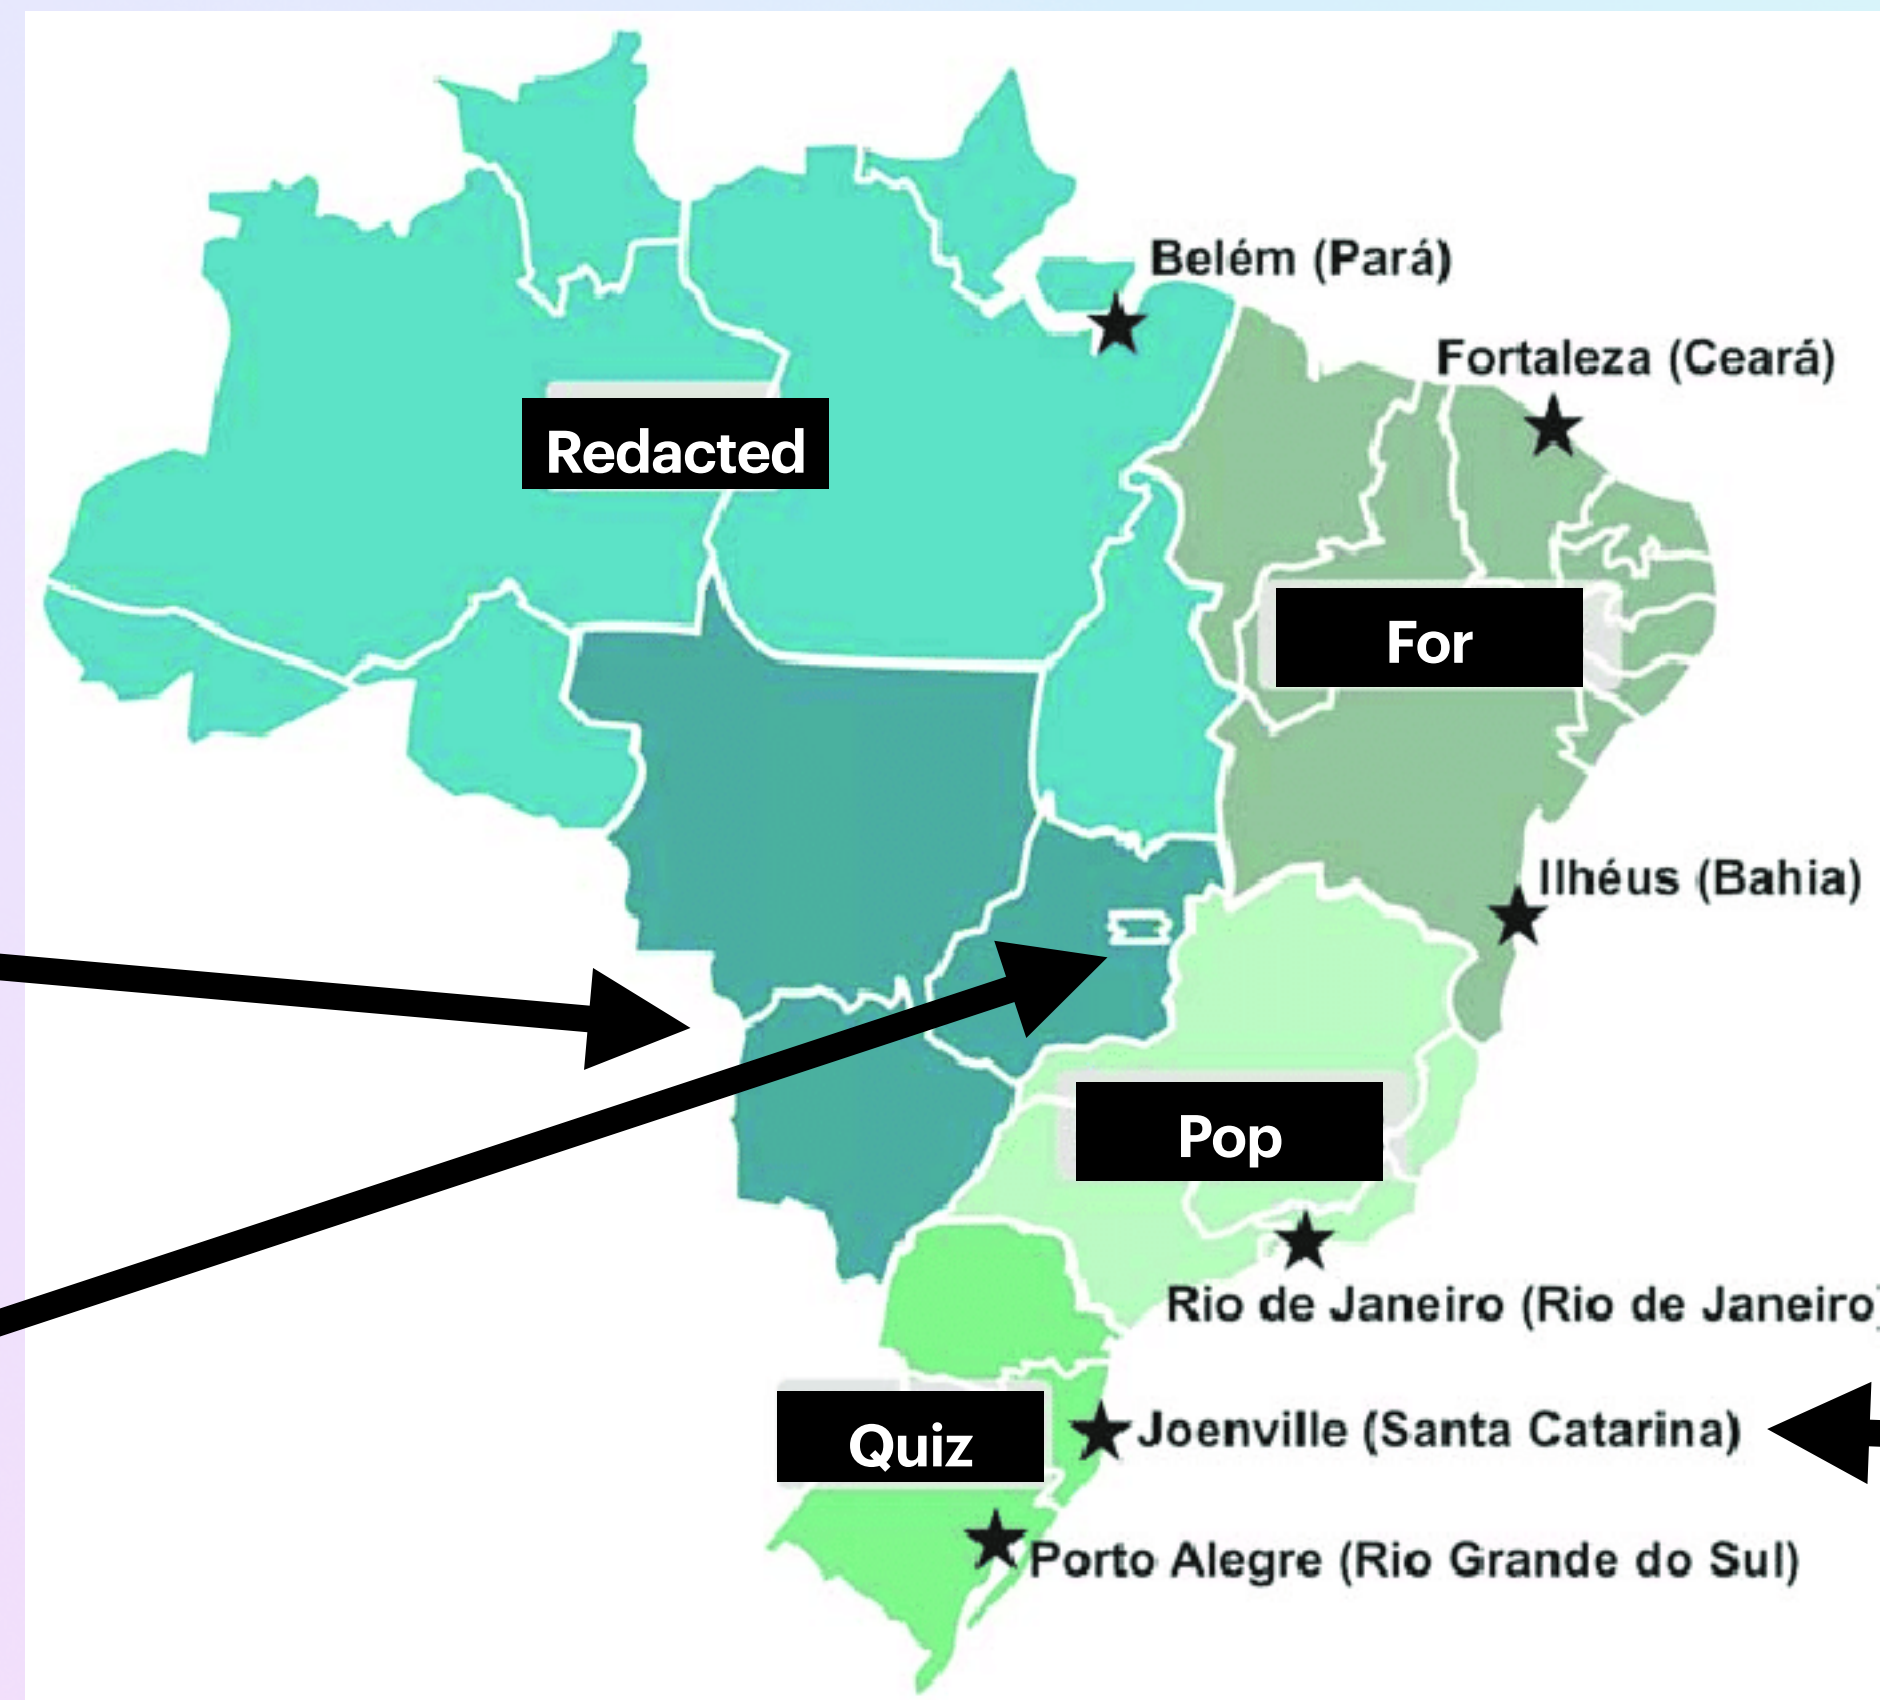 Belém (Pará)
Fortaleza (Ceará)
Redacted
For
Ilhéus (Bahia)
Pop
Rio de Janeiro (Rio de Janeiro)
Quiz
Joenville (Santa Catarina)
Porto Alegre (Rio Grande do Sul)